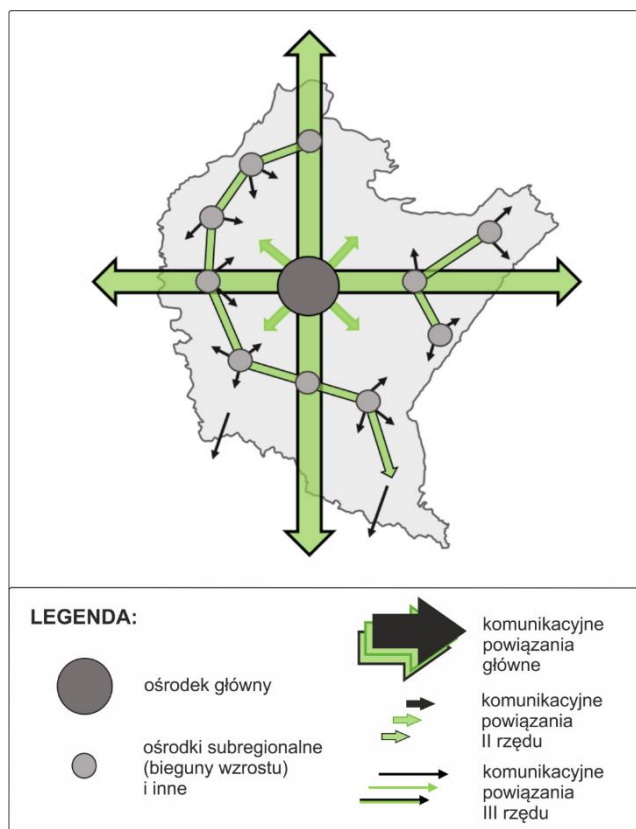 LEGENDA:
ośrodek główny
ośrodki subregionalne
(bieguny wzrostu)
i inne
komunikacyjne
powiązania
główne
komunikacyjne
powiązania
II rzędu
komunikacyjne
powiązania
III rzędu